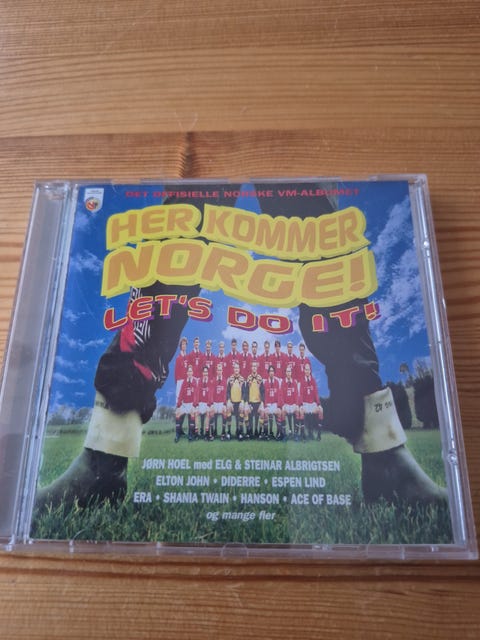 DET OFFISIELLE NORSKE VM-ALBUMET
HER KOMMER
NORGE!
LET'S DO IT!
JØRN HOEL med ELG & STEINAR ALBRIGTSEN
ELTON JOHN • DIDERRE • ESPEN LIND
ERA • SHANIA TWAIN • HANSON • ACE OF BASE
og mange fler